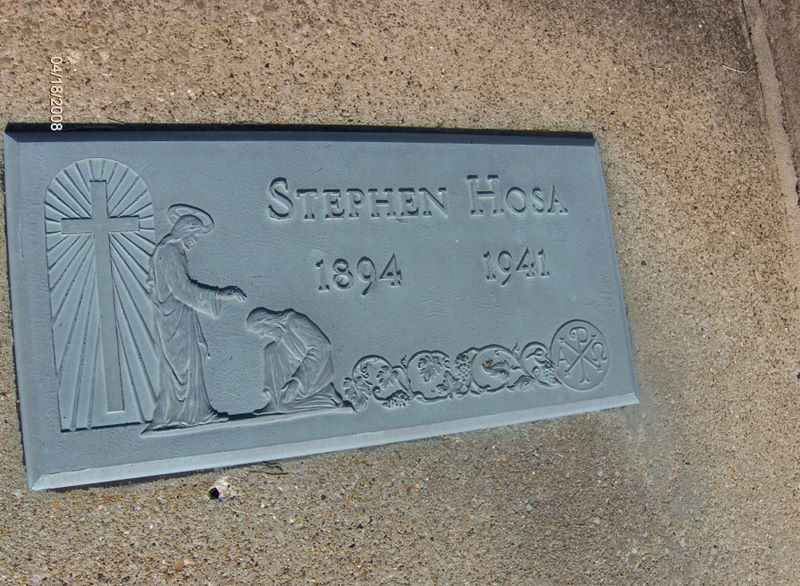 04/18/2008
STEPHEN HOSA
1894 1941
A P Ω